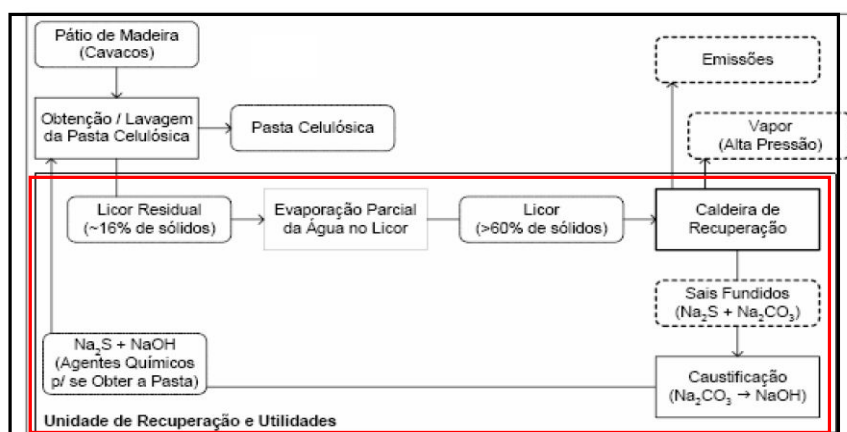 Pátio de Madeira
(Cavacos)
Emissões
Obtenção / Lavagem
da Pasta Celulósica
Pasta Celulósica
Vapor
(Alta Pressão)
Licor Residual
(~16% de sólidos)
Evaporação Parcial
da Água no Licor
Licor
(>60% de sólidos)
Caldeira de
Recuperação
Sais Fundidos
(Na₂S + Na₂CO₃)
Na₂S + NaOH
(Agentes Químicos
p/ se Obter a Pasta)
Caustificação
(Na₂CO₃ → NaOH)
Unidade de Recuperação e Utilidades